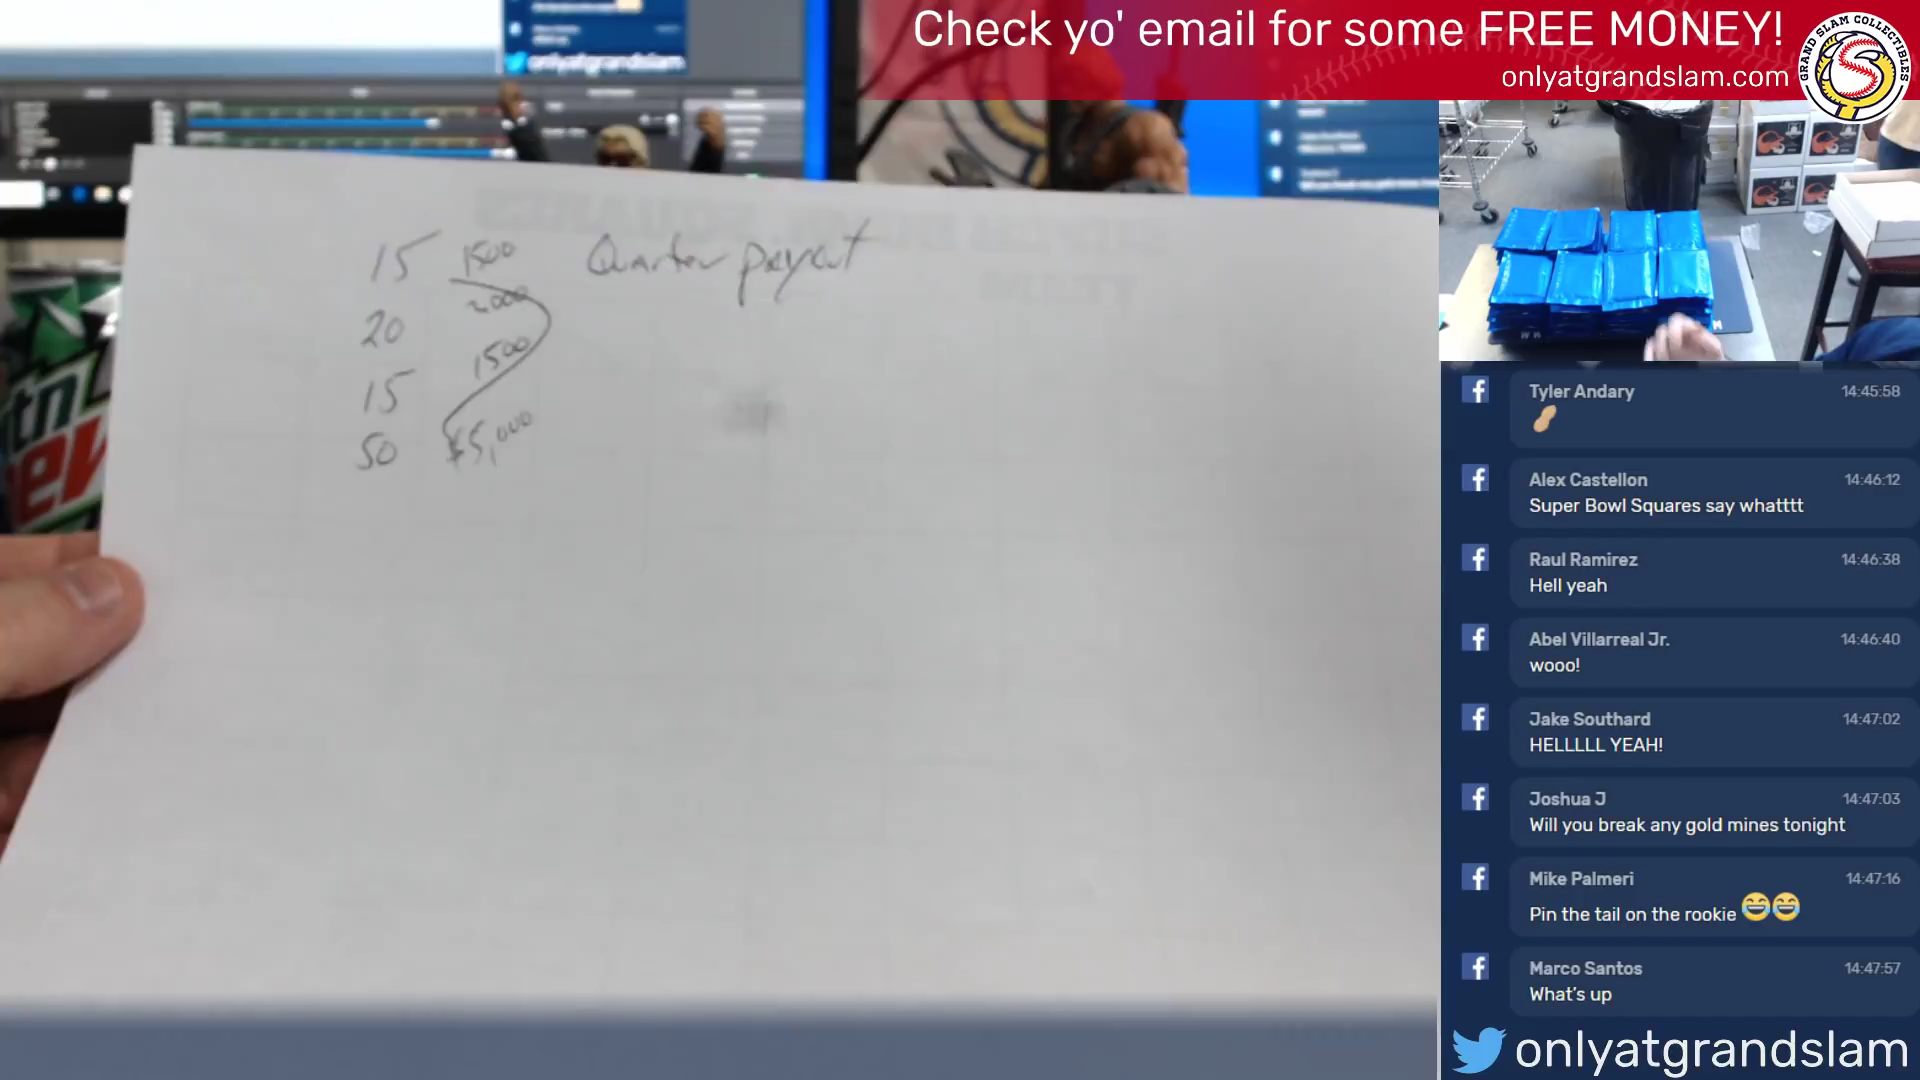 Check yo' email for some FREE MONEY!
onlyatgrandslam.com
GRAND SLAM COLLECTIBLES
onlyatgrandslam
15 1500 Quarter payout
20 2000
15 1500
50 $5,000
Tyler Andary 14:45:58
🥜
Alex Castellon 14:46:12
Super Bowl Squares say whatttt
Raul Ramirez 14:46:38
Hell yeah
Abel Villarreal Jr. 14:46:40
wooo!
Jake Southard 14:47:02
HELLLLL YEAH!
Joshua J 14:47:03
Will you break any gold mines tonight
Mike Palmeri 14:47:16
Pin the tail on the rookie 😂😂
Marco Santos 14:47:57
What's up
onlyatgrandslam